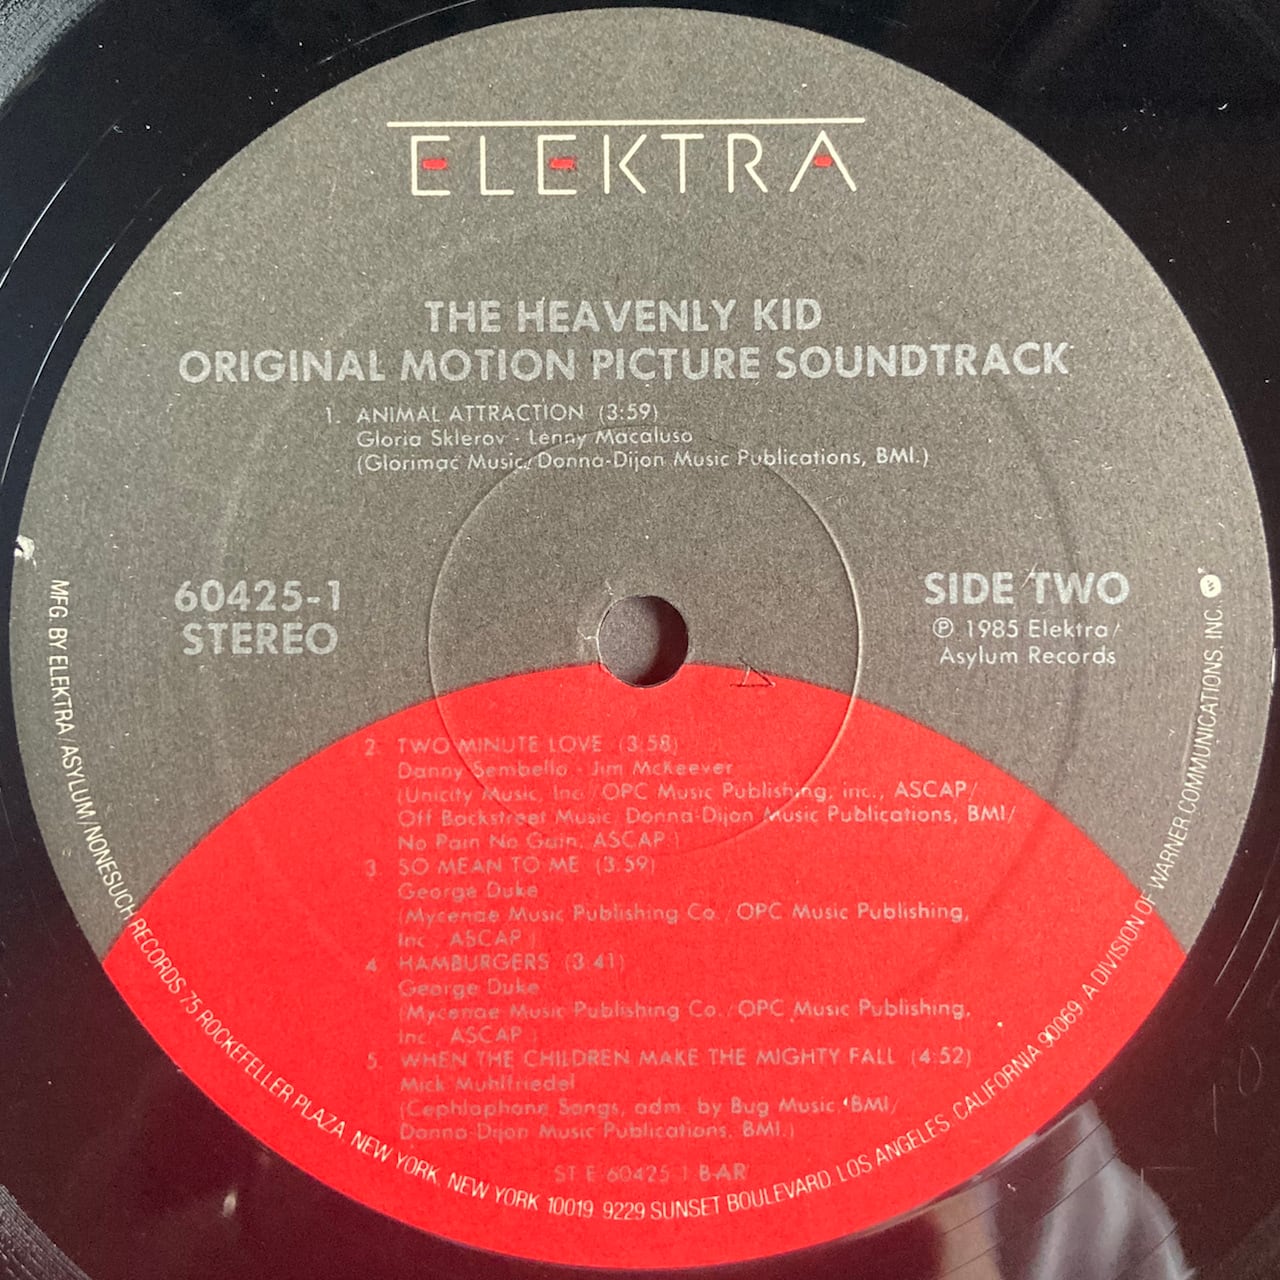 ELEKTRA
THE HEAVENLY KID
ORIGINAL MOTION PICTURE SOUNDTRACK
1. ANIMAL ATTRACTION (3:59)
Gloria Sklerov - Lenny Macaluso
(Glorimac Music/Donna-Dijon Music Publications, BMI.)
60425-1
STEREO
SIDE TWO
℗ 1985 Elektra/
Asylum Records
2. TWO MINUTE LOVE (3:58)
Danny Sembello - Jim McKeever
(Unicity Music, Inc./OPC Music Publishing, inc., ASCAP/
Off Backstreet Music, Donna-Dijon Music Publications, BMI/
No Pain No Gain, ASCAP.)
3. SO MEAN TO ME (3:59)
George Duke
(Mycenae Music Publishing Co./OPC Music Publishing,
Inc., ASCAP.)
4. HAMBURGERS (3:41)
George Duke
(Mycenae Music Publishing Co./OPC Music Publishing,
Inc., ASCAP.)
5. WHEN THE CHILDREN MAKE THE MIGHTY FALL (4:52)
Mick Muhlfriedel
(Cephlaphone Songs, adm. by Bug Music, BMI/
Donna-Dijon Music Publications, BMI.)
ST E 60425 1 B-AR
MFG. BY ELEKTRA/ASYLUM/NONESUCH RECORDS 75 ROCKEFELLER PLAZA, NEW YORK, NEW YORK 10019. 9229 SUNSET BOULEVARD, LOS ANGELES, CALIFORNIA 90069. A DIVISION OF WARNER COMMUNICATIONS, INC.